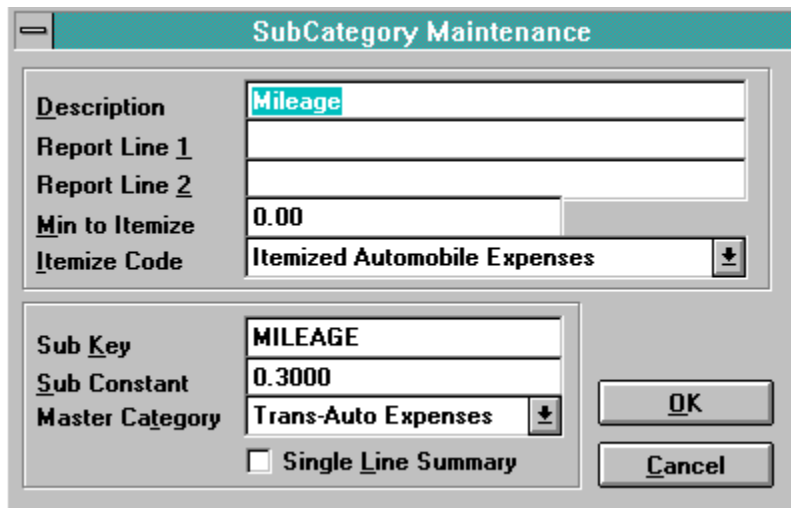 SubCategory Maintenance
Description Mileage
Report Line 1
Report Line 2
Min to Itemize 0.00
Itemize Code Itemized Automobile Expenses
Sub Key MILEAGE
Sub Constant 0.3000
Master Category Trans-Auto Expenses
Single Line Summary
OK
Cancel